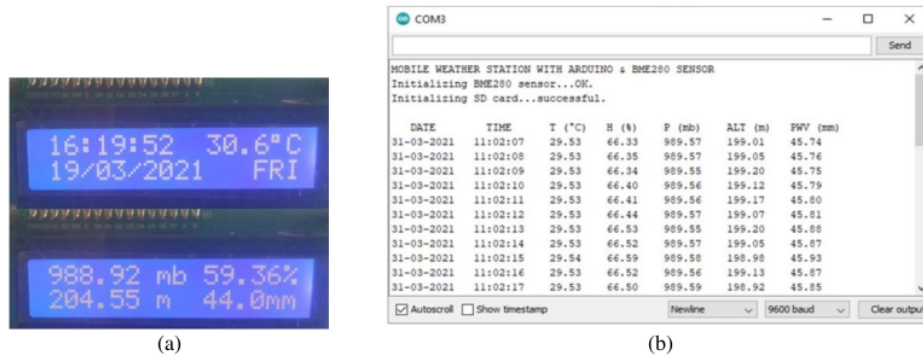 16:19:52 30.6°C
19/03/2021 FRI
988.92 mb 59.36%
204.55 m 44.0mm
(a)
COM3
Send
MOBILE WEATHER STATION WITH ARDUINO & BME280 SENSOR
Initializing BME280 sensor...OK.
Initializing SD card...successful.
DATE TIME T (°C) H (%) P (mb) ALT (m) PWV (mm)
31-03-2021 11:02:07 29.53 66.33 989.57 199.01 45.74
31-03-2021 11:02:08 29.53 66.35 989.57 199.05 45.76
31-03-2021 11:02:09 29.53 66.34 989.55 199.20 45.75
31-03-2021 11:02:10 29.53 66.40 989.56 199.12 45.79
31-03-2021 11:02:11 29.53 66.41 989.56 199.17 45.80
31-03-2021 11:02:12 29.53 66.44 989.57 199.07 45.81
31-03-2021 11:02:13 29.53 66.53 989.55 199.20 45.88
31-03-2021 11:02:14 29.53 66.52 989.57 199.05 45.87
31-03-2021 11:02:15 29.54 66.59 989.58 198.98 45.93
31-03-2021 11:02:16 29.53 66.52 989.56 199.13 45.87
31-03-2021 11:02:17 29.53 66.50 989.59 198.92 45.85
Autoscroll Show timestamp Newline 9600 baud Clear output
(b)